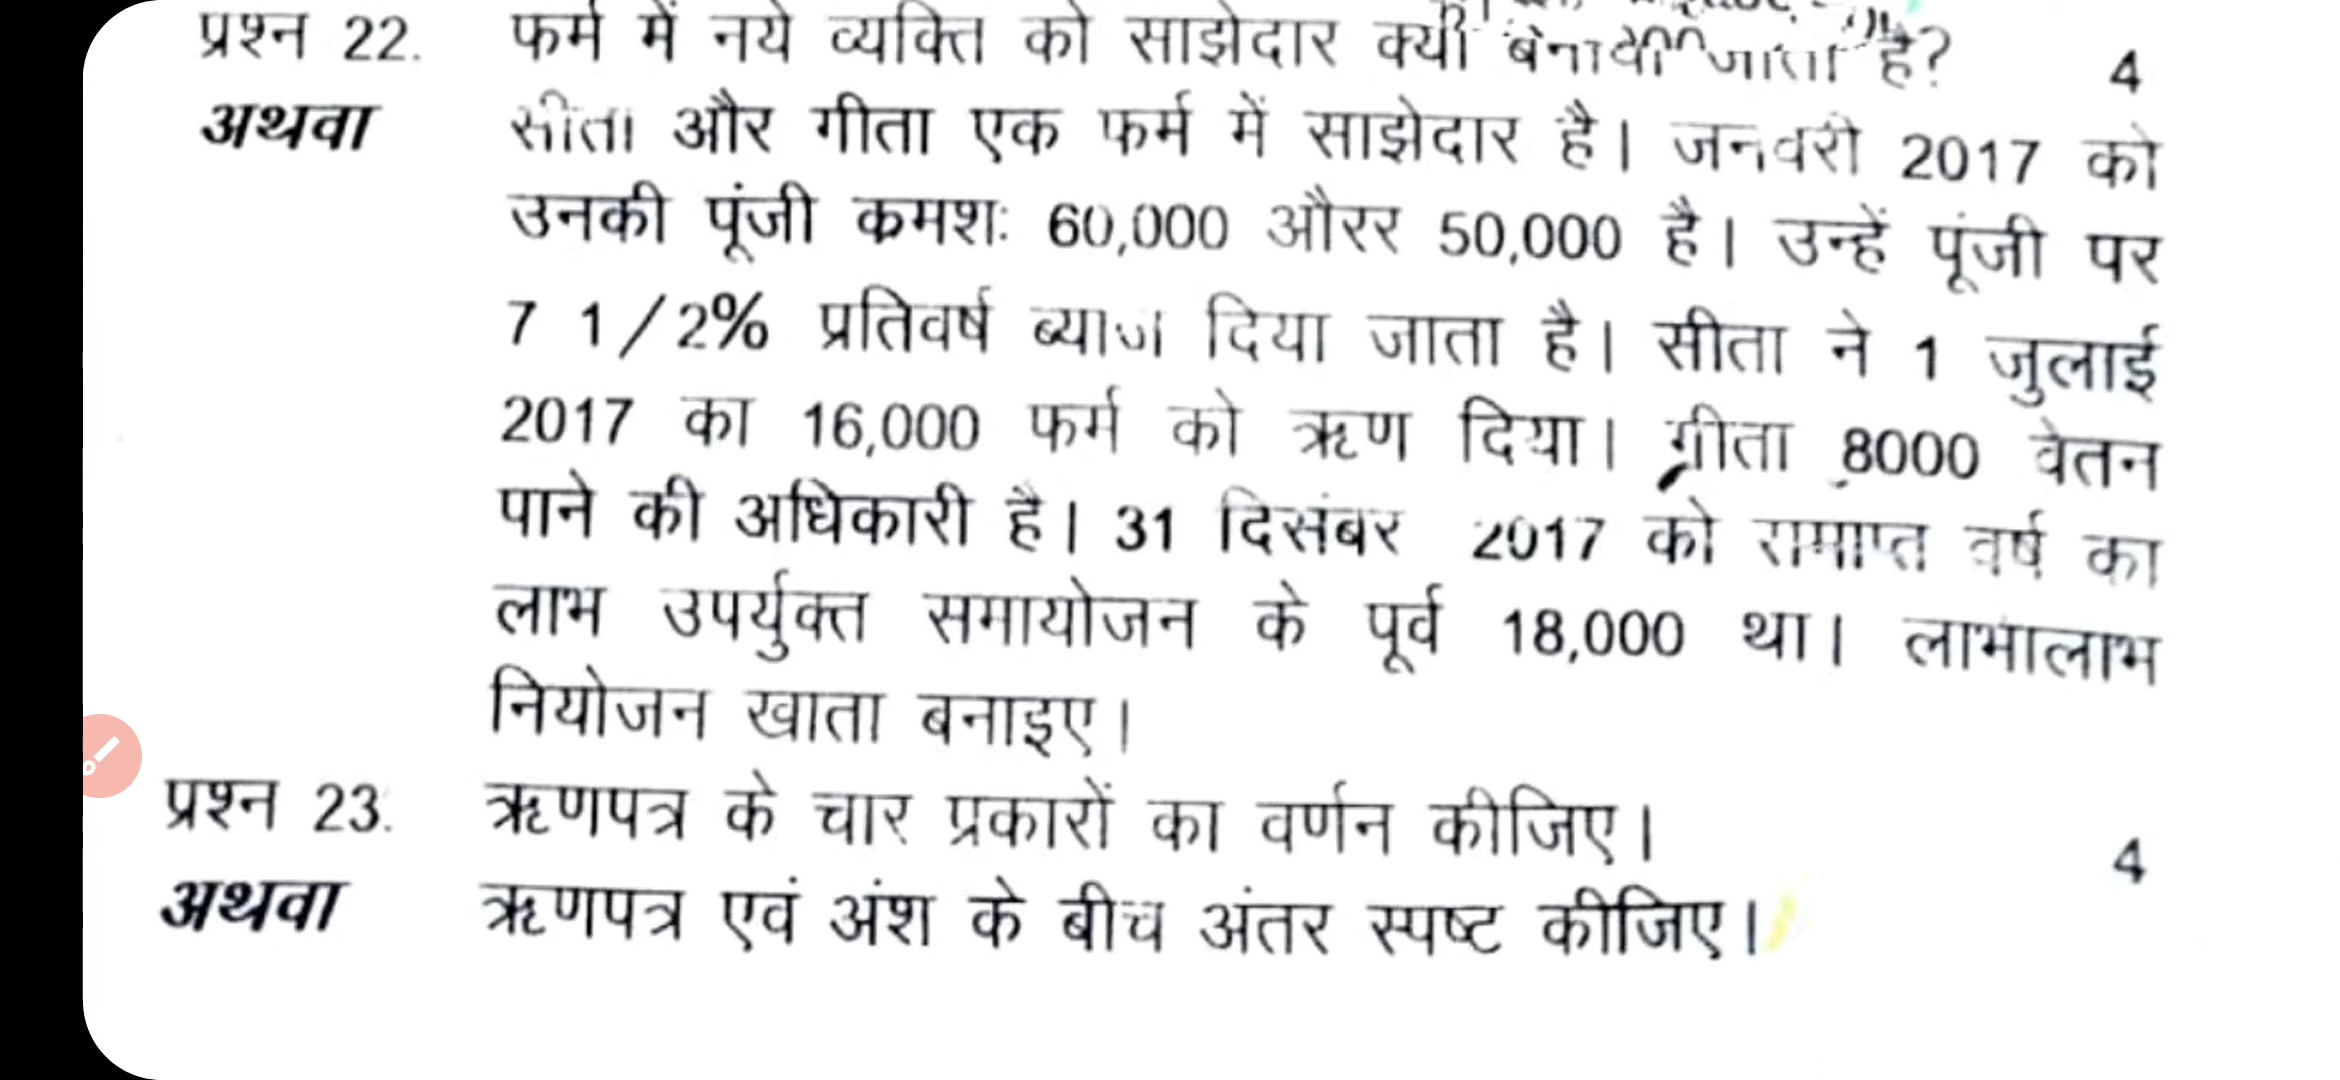 प्रश्न 22. फर्म में नये व्यक्ति को साझेदार क्यों बनाया जाता है? 4
अथवा सीता और गीता एक फर्म में साझेदार है। जनवरी 2017 को
उनकी पूंजी कमशः 60,000 औरर 50,000 है। उन्हें पूंजी पर
7 1/2% प्रतिवर्ष ब्याज दिया जाता है। सीता ने 1 जुलाई
2017 का 16,000 फर्म को ऋण दिया। गीता 8000 वेतन
पाने की अधिकारी है। 31 दिसंबर 2017 को समाप्त वर्ष का
लाभ उपर्युक्त समायोजन के पूर्व 18,000 था। लाभालाभ
नियोजन खाता बनाइए।
प्रश्न 23. ऋणपत्र के चार प्रकारों का वर्णन कीजिए। 4
अथवा ऋणपत्र एवं अंश के बीच अंतर स्पष्ट कीजिए।